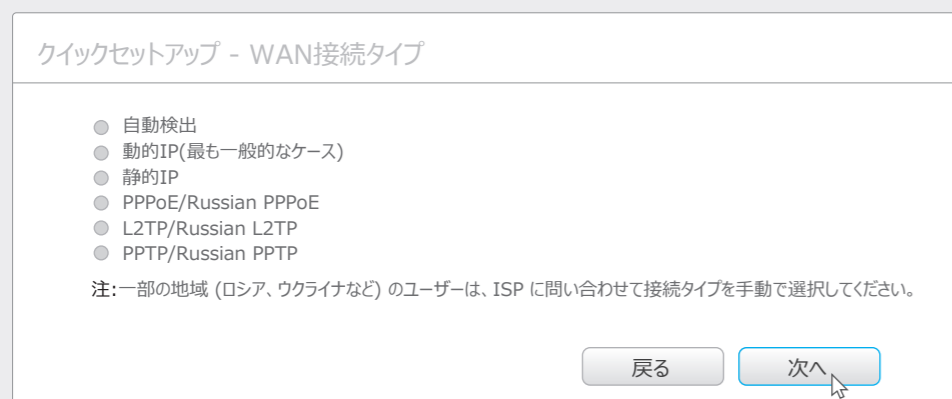 クイックセットアップ - WAN接続タイプ
自動検出
動的IP(最も一般的なケース)
静的IP
PPPoE/Russian PPPoE
L2TP/Russian L2TP
PPTP/Russian PPTP
注:一部の地域 (ロシア、ウクライナなど) のユーザーは、ISP に問い合わせて接続タイプを手動で選択してください。
戻る 次へ